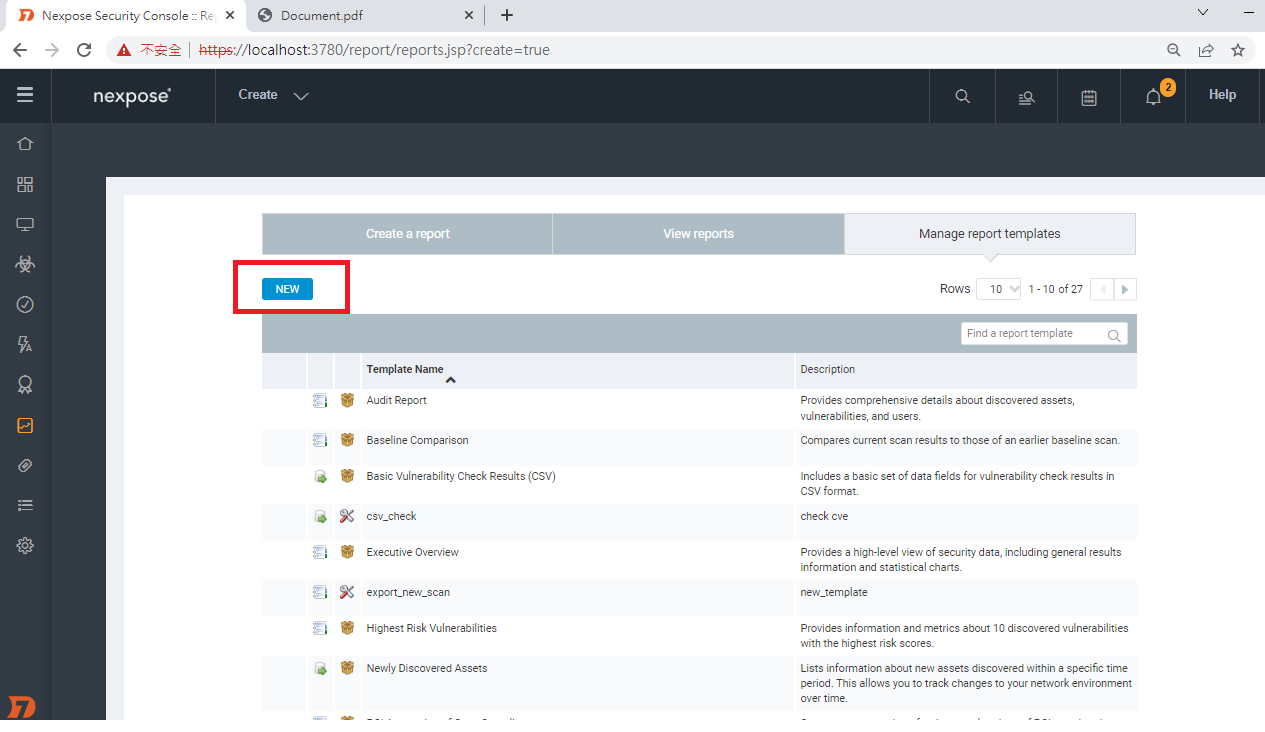 Nexpose Security Console :: Re
Document.pdf
不安全 https://localhost:3780/report/reports.jsp?create=true
nexpose®
Create
2
Help
Create a report
View reports
Manage report templates
NEW
Rows 10 1 - 10 of 27
Find a report template
Template Name
Description
Audit Report
Provides comprehensive details about discovered assets,
vulnerabilities, and users.
Baseline Comparison
Compares current scan results to those of an earlier baseline scan.
Basic Vulnerability Check Results (CSV)
Includes a basic set of data fields for vulnerability check results in
CSV format.
csv_check
check cve
Executive Overview
Provides a high-level view of security data, including general results
information and statistical charts.
export_new_scan
new_template
Highest Risk Vulnerabilities
Provides information and metrics about 10 discovered vulnerabilities
with the highest risk scores.
Newly Discovered Assets
Lists information about new assets discovered within a specific time
period. This allows you to track changes to your network environment
over time.